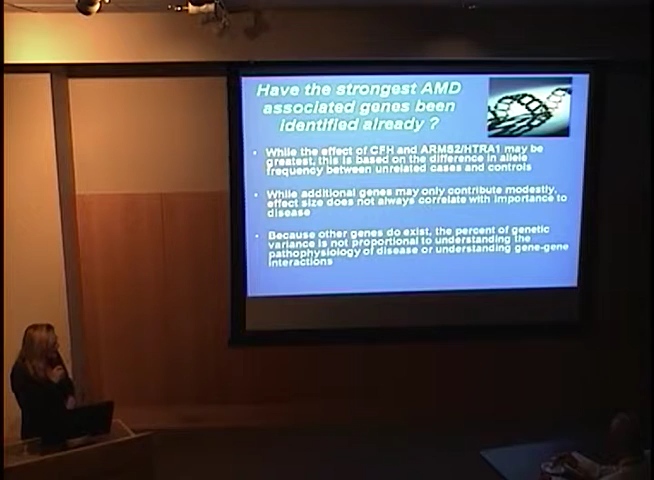 Have the strongest AMD
associated genes been
identified already ?
• While the effect of CFH and ARMS2/HTRA1 may be
greatest, this is based on the difference in allele
frequency between unrelated cases and controls
• While additional genes may only contribute modestly,
effect size does not always correlate with importance to
disease
• Because other genes do exist, the percent of genetic
variance is not proportional to understanding the
pathophysiology of disease or understanding gene-gene
interactions